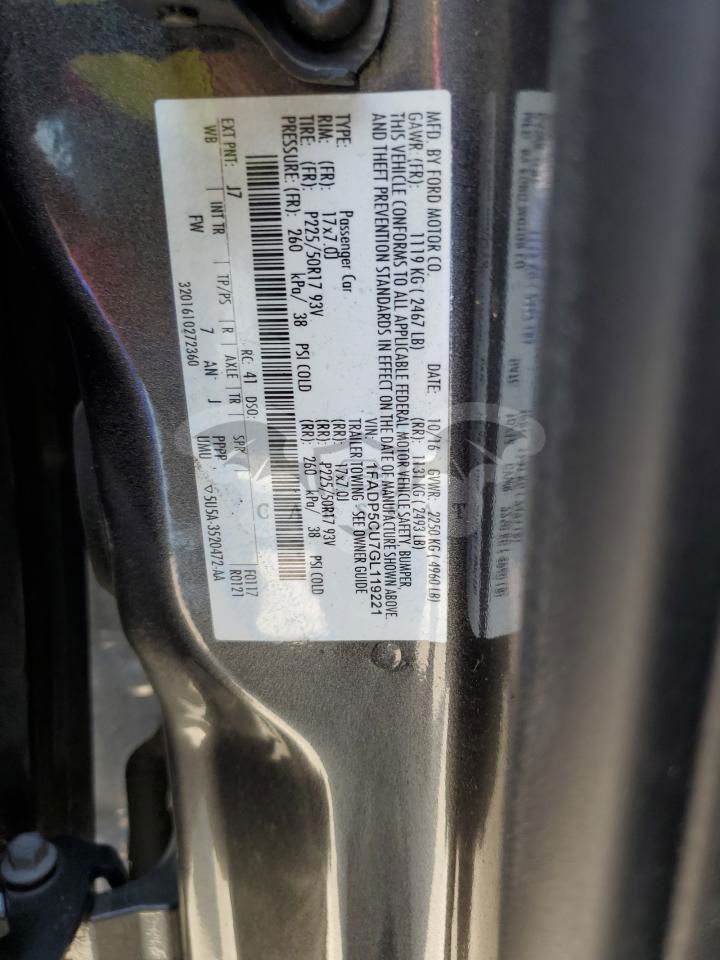 MFD. BY FORD MOTOR CO.
DATE: 10/15 GVWR: 2250 KG ( 4960 LB)
GAWR: (FR): 1119 KG ( 2467 LB) (RR): 1131 KG ( 2493 LB)
THIS VEHICLE CONFORMS TO ALL APPLICABLE FEDERAL MOTOR VEHICLE SAFETY, BUMPER,
AND THEFT PREVENTION STANDARDS IN EFFECT ON THE DATE OF MANUFACTURE SHOWN ABOVE.
VIN: 1FADP5CU7GL119221
TYPE: Passenger Car TRAILER TOWING - SEE OWNER GUIDE
RIM: (FR): 17x7.0J (RR): 17x7.0J
TIRE: (FR): P225/50R17 93V (RR): P225/50R17 93V
PRESSURE (FR): 260 kPa/ 38 PSI COLD (RR): 260 kPa/ 38 PSI COLD
F0117
EXT PNT: J7 RC: 41 DSO: R0121
WB INT TR TP/PS R AXLE TR SPR
FW 7 AN J PPPP UMU
3201610272360 ▽5U5A-3520472-AA